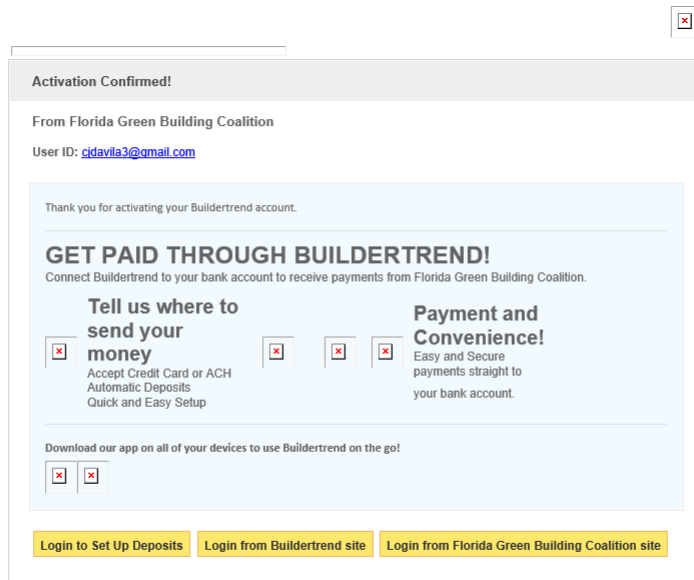 Activation Confirmed!
From Florida Green Building Coalition
User ID: cjdavila3@gmail.com
Thank you for activating your Buildertrend account.
GET PAID THROUGH BUILDERTREND!
Connect Buildertrend to your bank account to receive payments from Florida Green Building Coalition.
Tell us where to
send your
money
Accept Credit Card or ACH
Automatic Deposits
Quick and Easy Setup
Payment and
Convenience!
Easy and Secure
payments straight to
your bank account.
Download our app on all of your devices to use Buildertrend on the go!
Login to Set Up Deposits
Login from Buildertrend site
Login from Florida Green Building Coalition site